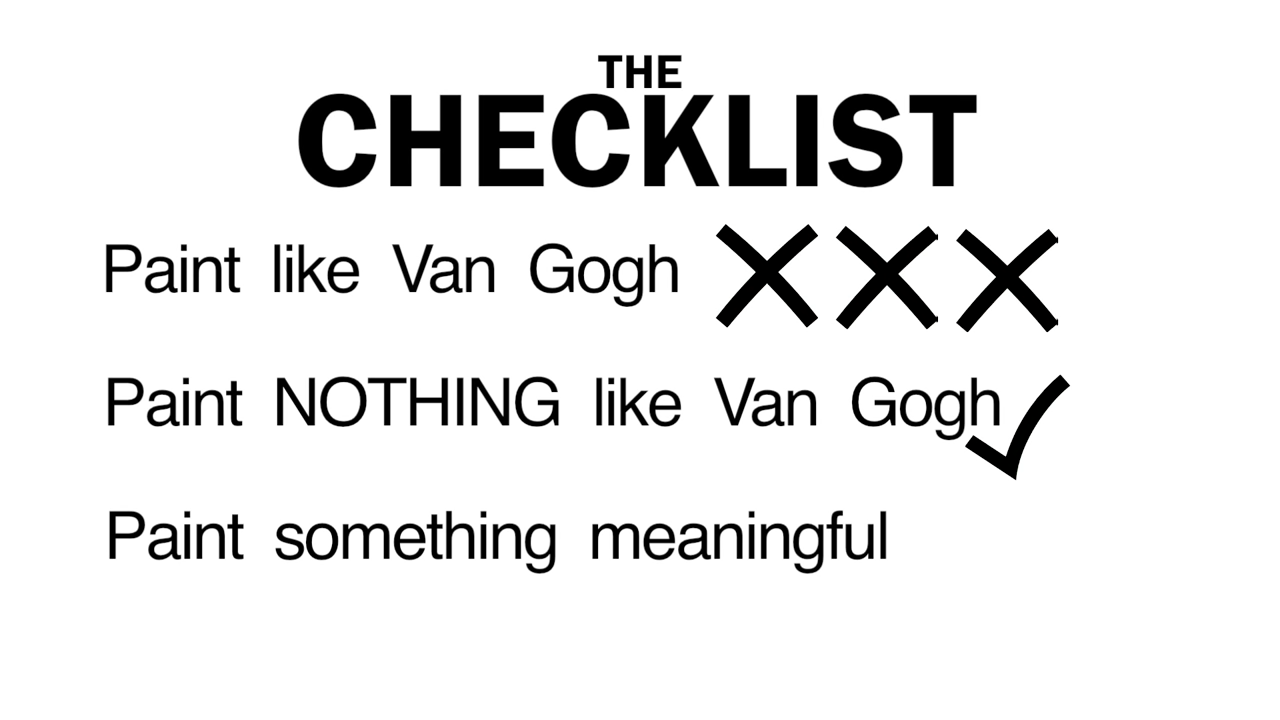 THE
CHECKLIST
Paint like Van Gogh
Paint NOTHING like Van Gogh
Paint something meaningful